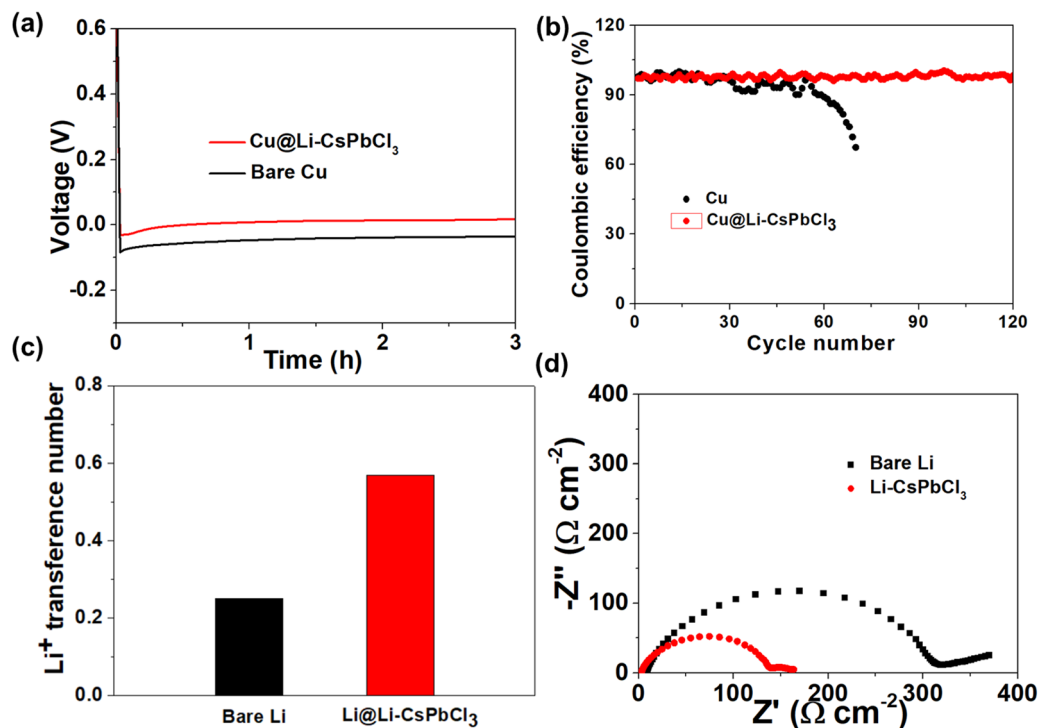 (a)
0.6
0.4
0.2
0.0
-0.2
Voltage (V)
Cu@Li-CsPbCl₃
Bare Cu
0
1
2
3
Time (h)
(b)
120
90
60
30
0
Coulombic efficiency (%)
Cu
Cu@Li-CsPbCl₃
0
30
60
90
120
Cycle number
(c)
0.8
0.6
0.4
0.2
0.0
Li⁺ transference number
Bare Li
Li@Li-CsPbCl₃
(d)
400
300
200
100
0
-Z'' (Ω cm⁻²)
Bare Li
Li-CsPbCl₃
0
100
200
300
400
Z' (Ω cm⁻²)